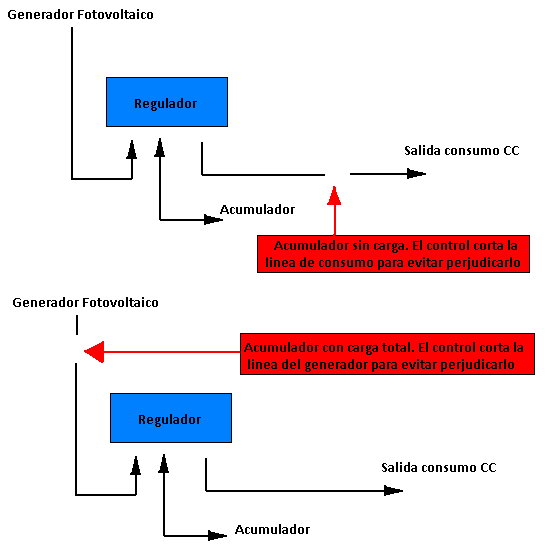 Generador Fotovoltaico
Regulador
Salida consumo CC
Acumulador
Acumulador sin carga. El control corta la
linea de consumo para evitar perjudicarlo
Generador Fotovoltaico
Acumulador con carga total. El control corta la
linea del generador para evitar perjudicarlo
Regulador
Salida consumo CC
Acumulador